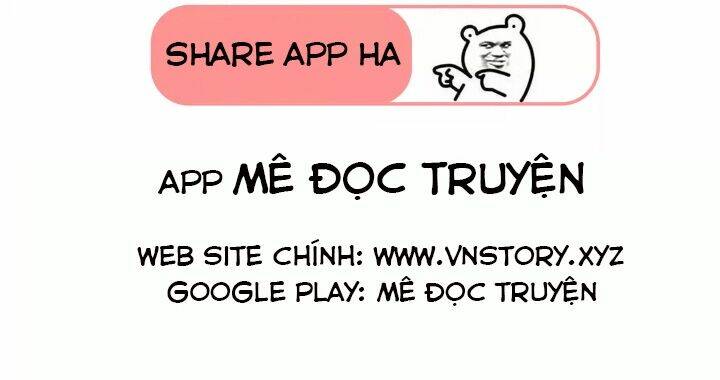 SHARE APP HA
APP MÊ ĐỌC TRUYỆN
WEB SITE CHÍNH: WWW.VNSTORY.XYZ
GOOGLE PLAY: MÊ ĐỌC TRUYỆN